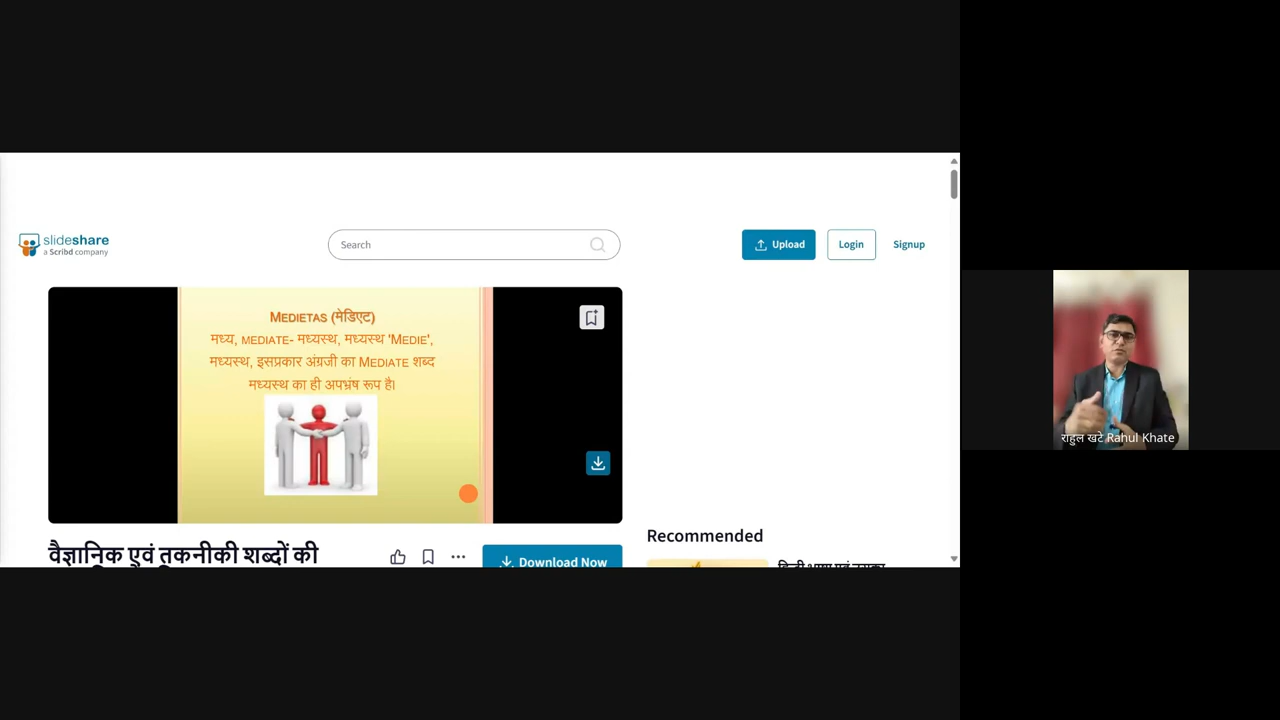 slideshare
a Scribd company
Search
Upload
Login
Signup
MEDIETAS (मेडिएट)
मध्य, MEDIATE- मध्यस्थ, मध्यस्थ 'MEDIE',
मध्यस्थ, इसप्रकार अंग्रजी का MEDIATE शब्द
मध्यस्थ का ही अपभ्रंष रूप है।
वैज्ञानिक एवं तकनीकी शब्दों की
Download Now
Recommended
राहुल खटे Rahul Khate